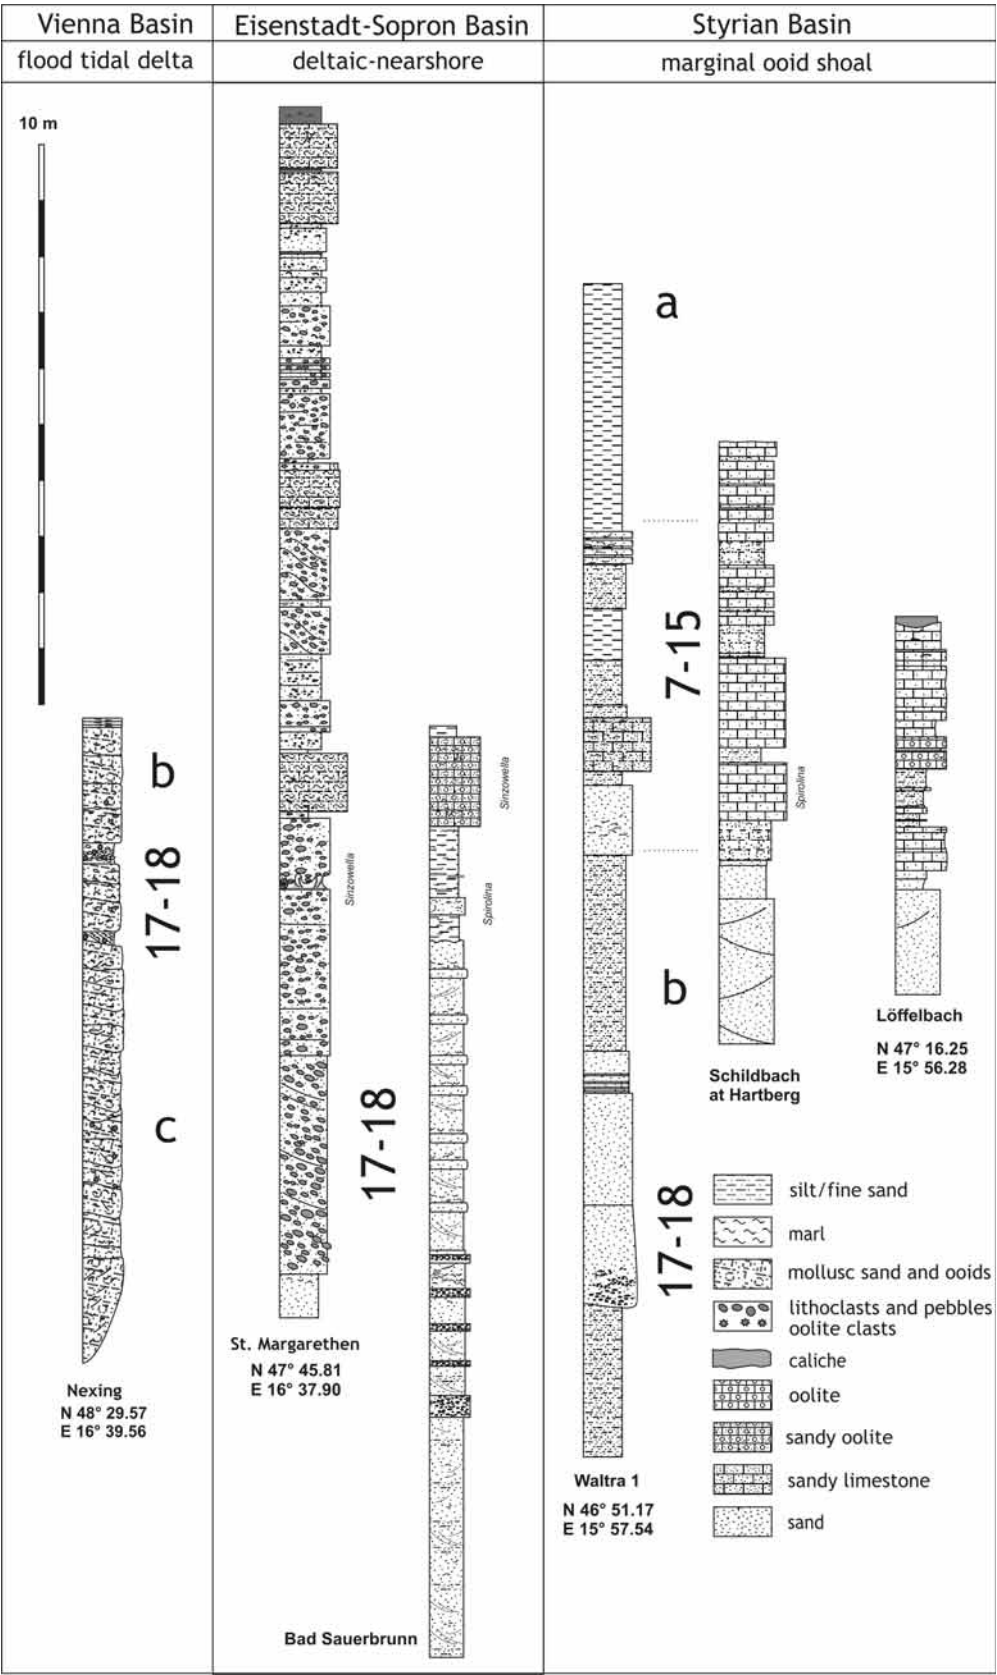 Vienna Basin
Eisenstadt-Sopron Basin
Styrian Basin
flood tidal delta
deltaic-nearshore
marginal ooid shoal
10 m
b
17-18
c
Nexing
N 48° 29.57
E 16° 39.56
Sinzowella
St. Margarethen
N 47° 45.81
E 16° 37.90
Sinzowella
Spirolina
17-18
Bad Sauerbrunn
a
7-15
b
17-18
Waltra 1
N 46° 51.17
E 15° 57.54
Spirolina
Schildbach
at Hartberg
Löffelbach
N 47° 16.25
E 15° 56.28
silt/fine sand
marl
mollusc sand and ooids
lithoclasts and pebbles
oolite clasts
caliche
oolite
sandy oolite
sandy limestone
sand